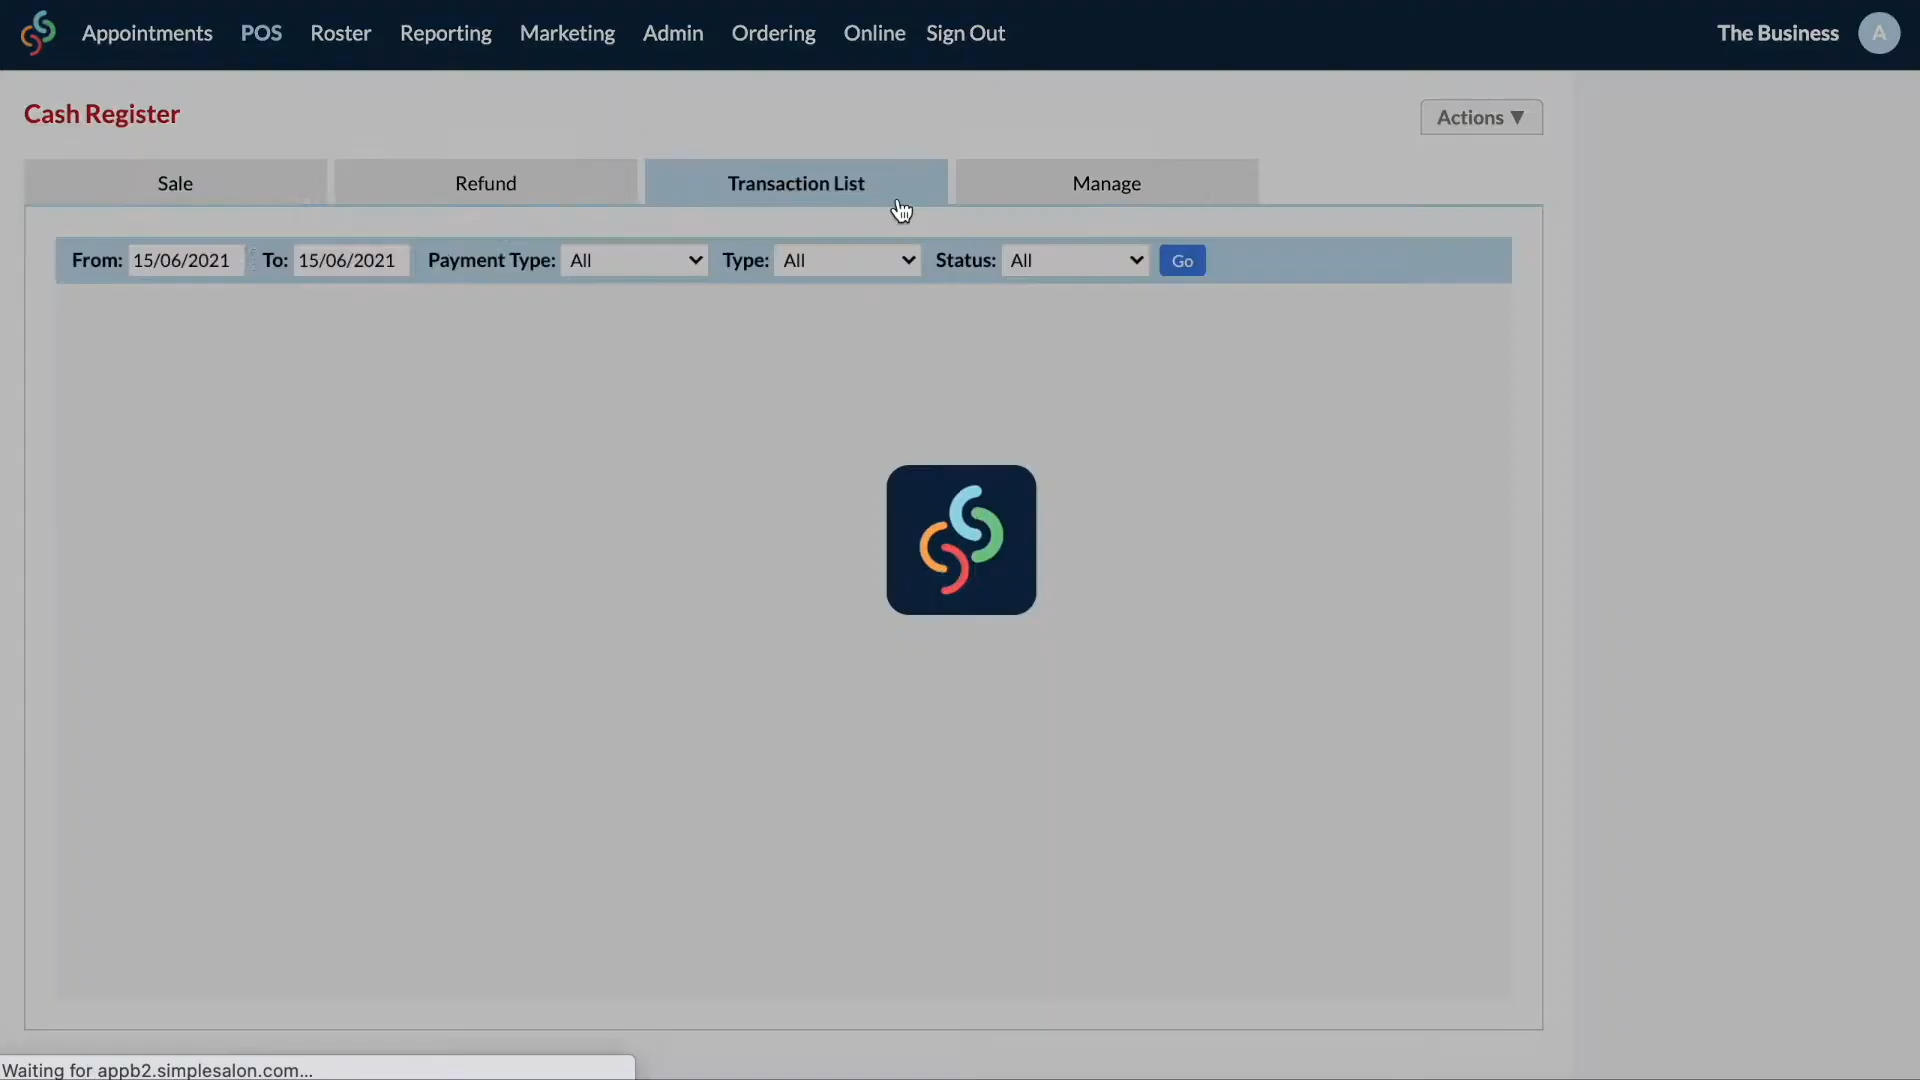 Appointments POS Roster Reporting Marketing Admin Ordering Online Sign Out The Business A
Cash Register
Actions ▼
Sale Refund Transaction List Manage
From: 15/06/2021 To: 15/06/2021 Payment Type: All Type: All Status: All Go
Waiting for appb2.simplesalon.com...